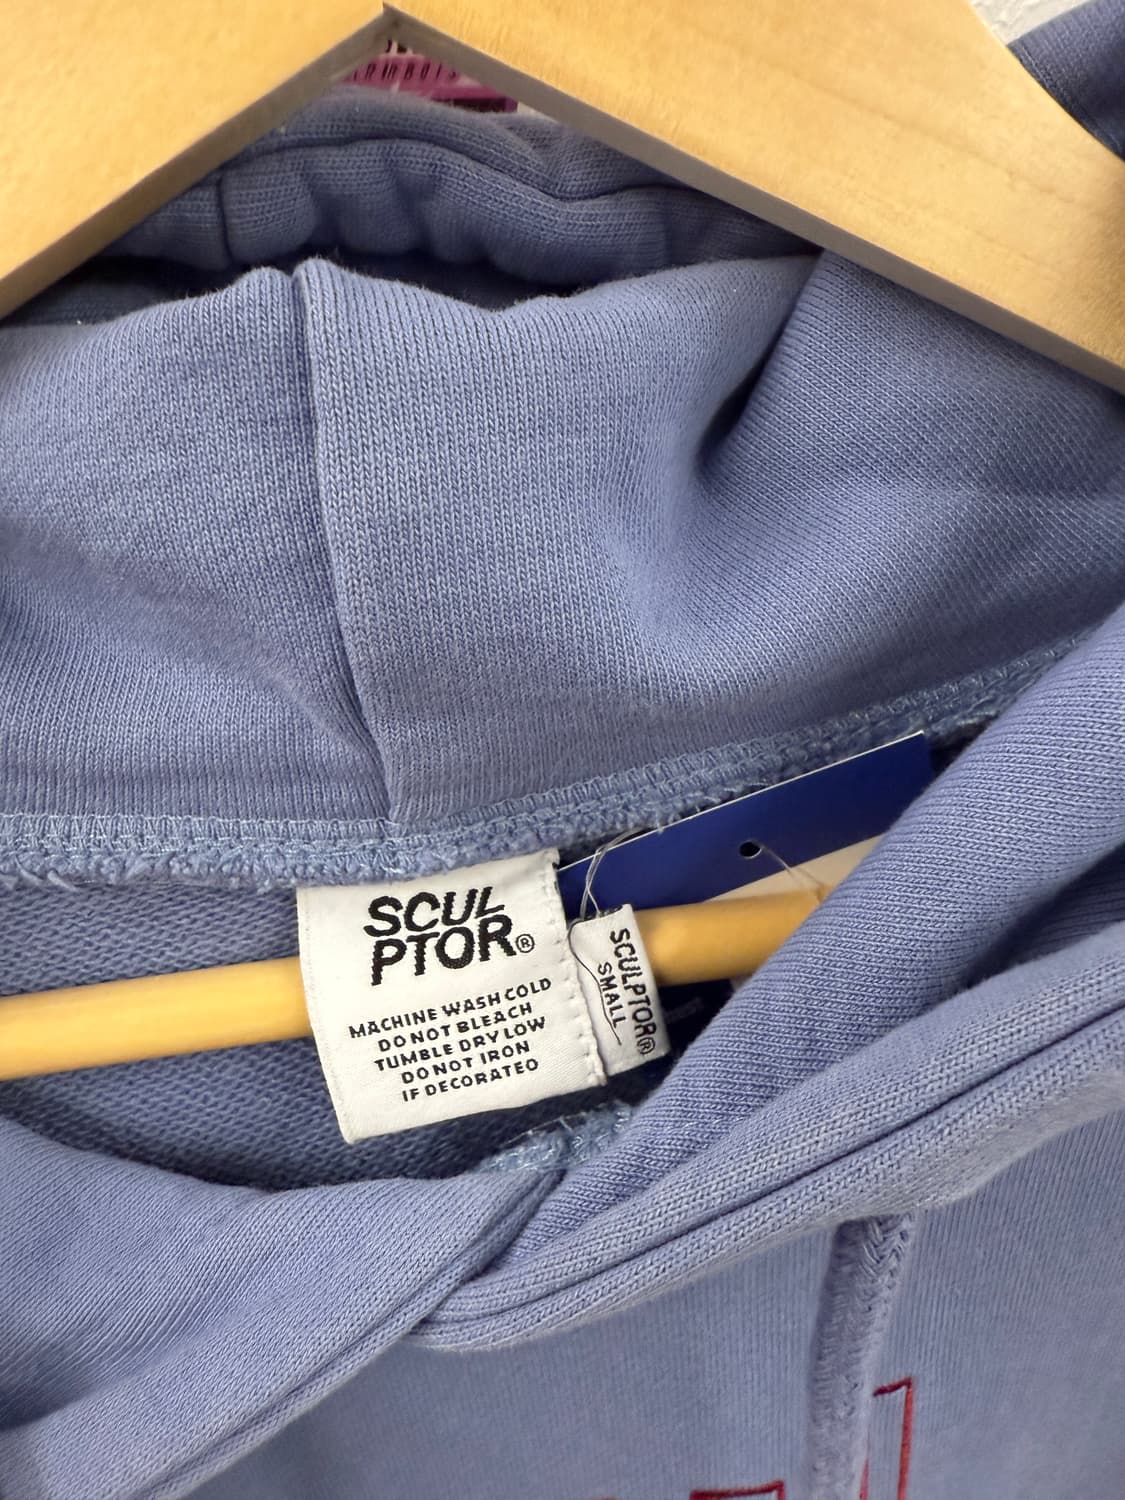 SCUL
PTOR®
MACHINE WASH COLD
DO NOT BLEACH
TUMBLE DRY LOW
DO NOT IRON
IF DECORATED
SCULPTOR®
SMALL